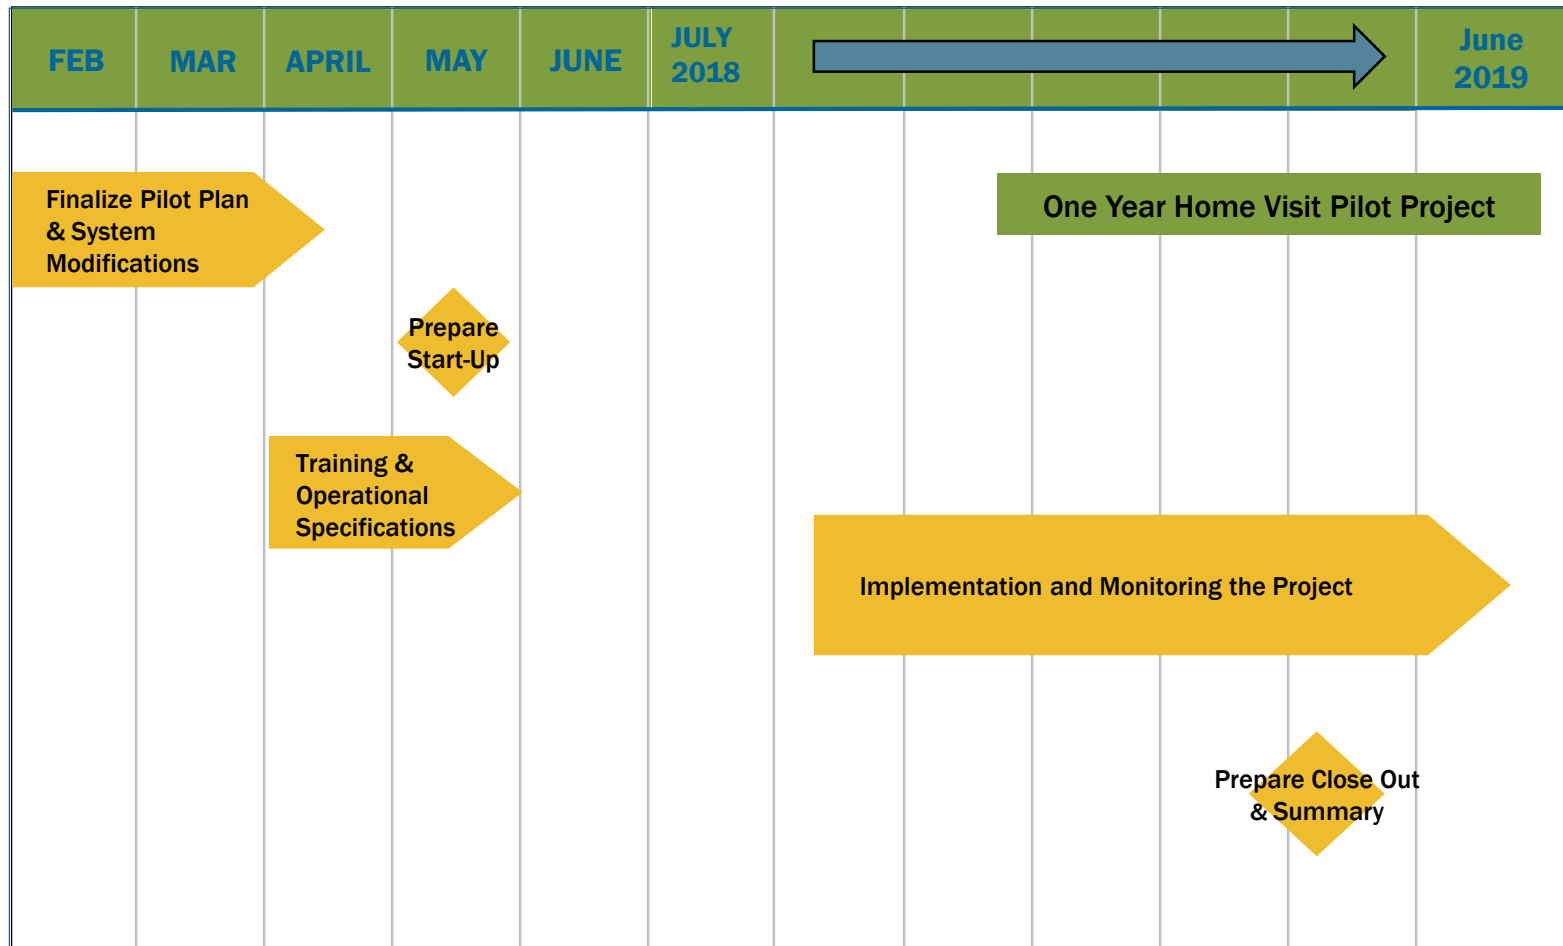 FEB
MAR
APRIL
MAY
JUNE
JULY
2018
June
2019
Finalize Pilot Plan
& System
Modifications
One Year Home Visit Pilot Project
Prepare
Start-Up
Training &
Operational
Specifications
Implementation and Monitoring the Project
Prepare Close Out
& Summary